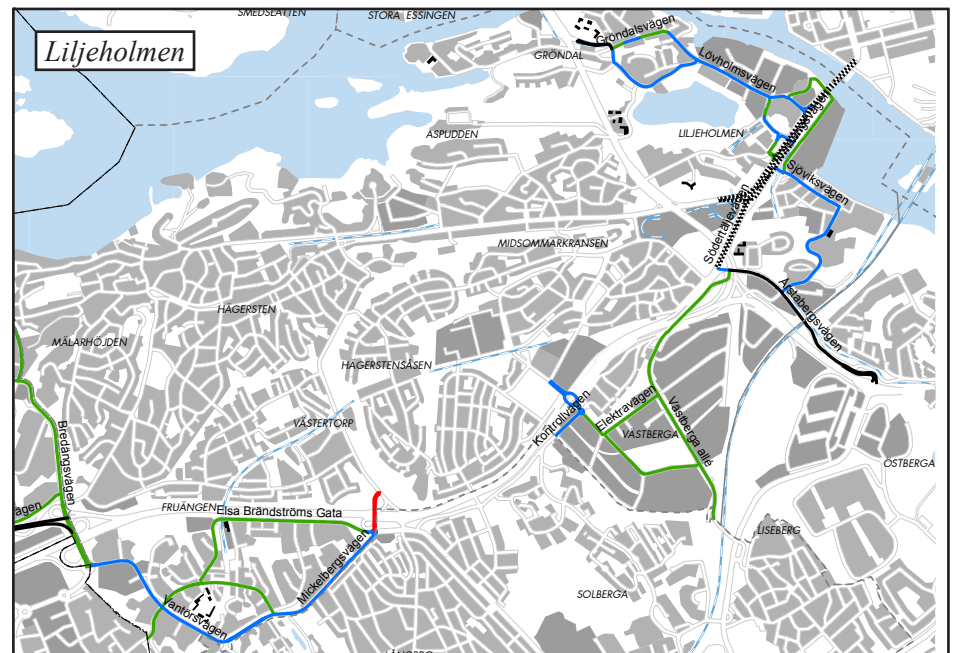 SMEDSLÄTTEN
STORA ESSINGEN
Liljeholmen
Gröndalsvägen
GRÖNDAL
Lövholmsvägen
ASPUDDEN
LILJEHOLMEN
Sjöviksvägen
Södertäljevägen
MIDSOMMARKRANSEN
Årstabergsvägen
HÄGERSTEN
MÄLARHÖJDEN
HÄGERSTENSÅSEN
VÄSTERTORP
Kontrollvägen
Elektravägen
Västberga allé
VÄSTBERGA
Bredängsvägen
ÖSTBERGA
FRUÄNGEN
Elsa Brändströms Gata
LISEBERG
Mickelbergsvägen
SOLBERGA
Vantörsvägen